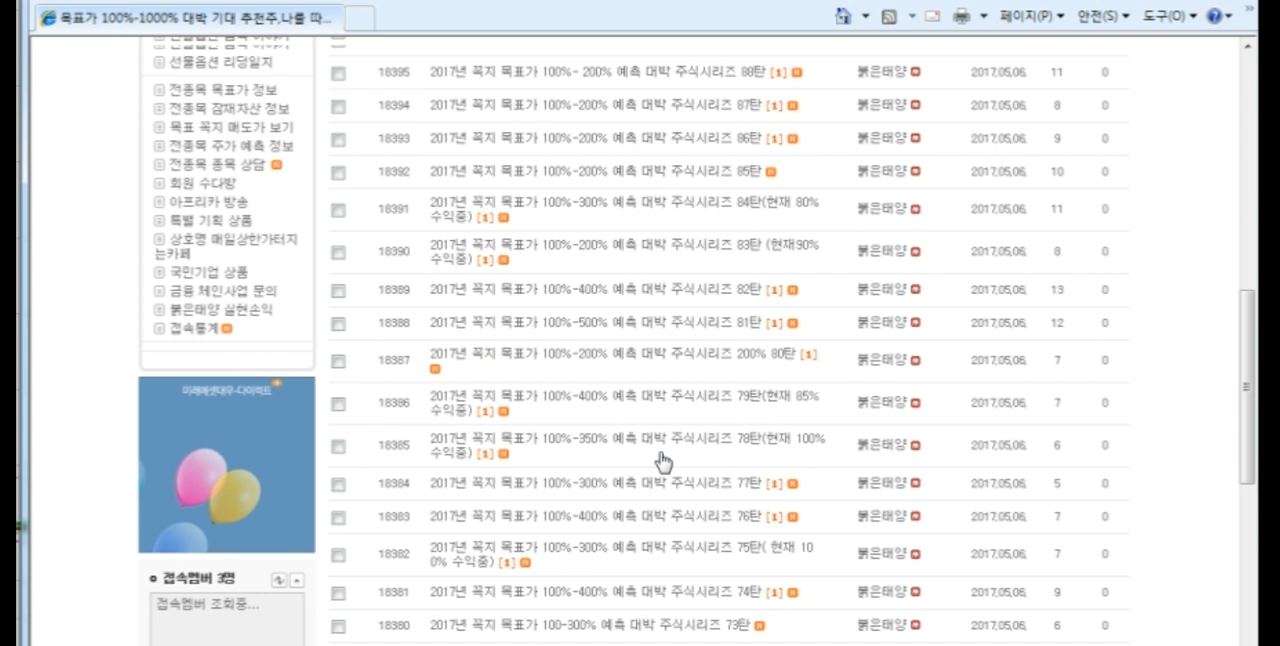 목표가 100%-1000% 대박 기대 추천주,나를 따...
페이지(P) 안전(S) 도구(O)
선물옵션 리딩일지
전종목 목표가 정보
전종목 잠재자산 정보
목표 꼭지 매도가 보기
전종목 주가 예측 정보
전종목 종목 상담
회원 수다방
아프리카 방송
특별 기획 상품
상호명 매일상한가터지
는카페
국민기업 상품
금융 체인사업 문의
붉은태양 실현손익
접속통계
미래에셋대우-다이렉트
접속멤버 3명
접속멤버 조회중...
18395 2017년 꼭지 목표가 100%- 200% 예측 대박 주식시리즈 88탄 [1] 붉은태양 2017.05.06. 11 0
18394 2017년 꼭지 목표가 100%-200% 예측 대박 주식시리즈 87탄 [1] 붉은태양 2017.05.06. 8 0
18393 2017년 꼭지 목표가 100%-200% 예측 대박 주식시리즈 86탄 [1] 붉은태양 2017.05.06. 9 0
18392 2017년 꼭지 목표가 100%-200% 예측 대박 주식시리즈 85탄 붉은태양 2017.05.06. 10 0
18391 2017년 꼭지 목표가 100%-300% 예측 대박 주식시리즈 84탄(현재 80%
수익중) [1] 붉은태양 2017.05.06. 11 0
18390 2017년 꼭지 목표가 100%-200% 예측 대박 주식시리즈 83탄 (현재90%
수익중) [1] 붉은태양 2017.05.06. 8 0
18389 2017년 꼭지 목표가 100%-400% 예측 대박 주식시리즈 82탄 [1] 붉은태양 2017.05.06. 13 0
18388 2017년 꼭지 목표가 100%-500% 예측 대박 주식시리즈 81탄 [1] 붉은태양 2017.05.06. 12 0
18387 2017년 꼭지 목표가 100%-200% 예측 대박 주식시리즈 200% 80탄 [1] 붉은태양 2017.05.06. 7 0
18386 2017년 꼭지 목표가 100%-400% 예측 대박 주식시리즈 79탄(현재 85%
수익중) [1] 붉은태양 2017.05.06. 7 0
18385 2017년 꼭지 목표가 100%-350% 예측 대박 주식시리즈 78탄(현재 100%
수익중) [1] 붉은태양 2017.05.06. 6 0
18384 2017년 꼭지 목표가 100%-300% 예측 대박 주식시리즈 77탄 [1] 붉은태양 2017.05.06. 5 0
18383 2017년 꼭지 목표가 100%-400% 예측 대박 주식시리즈 76탄 [1] 붉은태양 2017.05.06. 7 0
18382 2017년 꼭지 목표가 100%-300% 예측 대박 주식시리즈 75탄( 현재 10
0% 수익중) [1] 붉은태양 2017.05.06. 7 0
18381 2017년 꼭지 목표가 100%-400% 예측 대박 주식시리즈 74탄 [1] 붉은태양 2017.05.06. 9 0
18380 2017년 꼭지 목표가 100-300% 예측 대박 주식시리즈 73탄 붉은태양 2017.05.06. 6 0